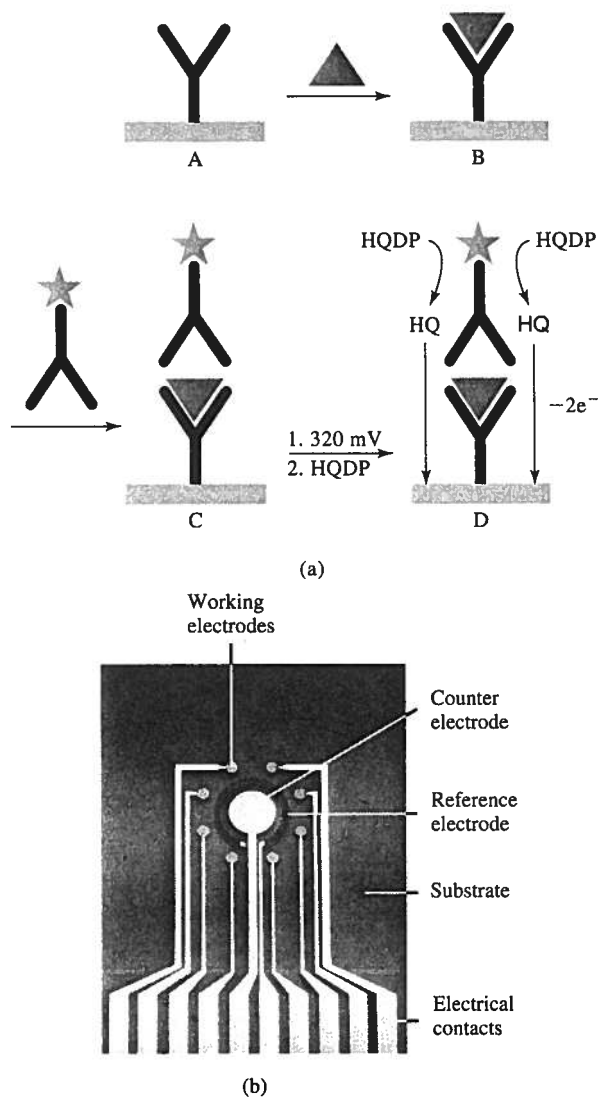 A
B
HQDP
HQDP
HQ
HQ
−2e⁻
1. 320 mV
2. HQDP
C
D
(a)
Working
electrodes
Counter
electrode
Reference
electrode
Substrate
Electrical
contacts
(b)